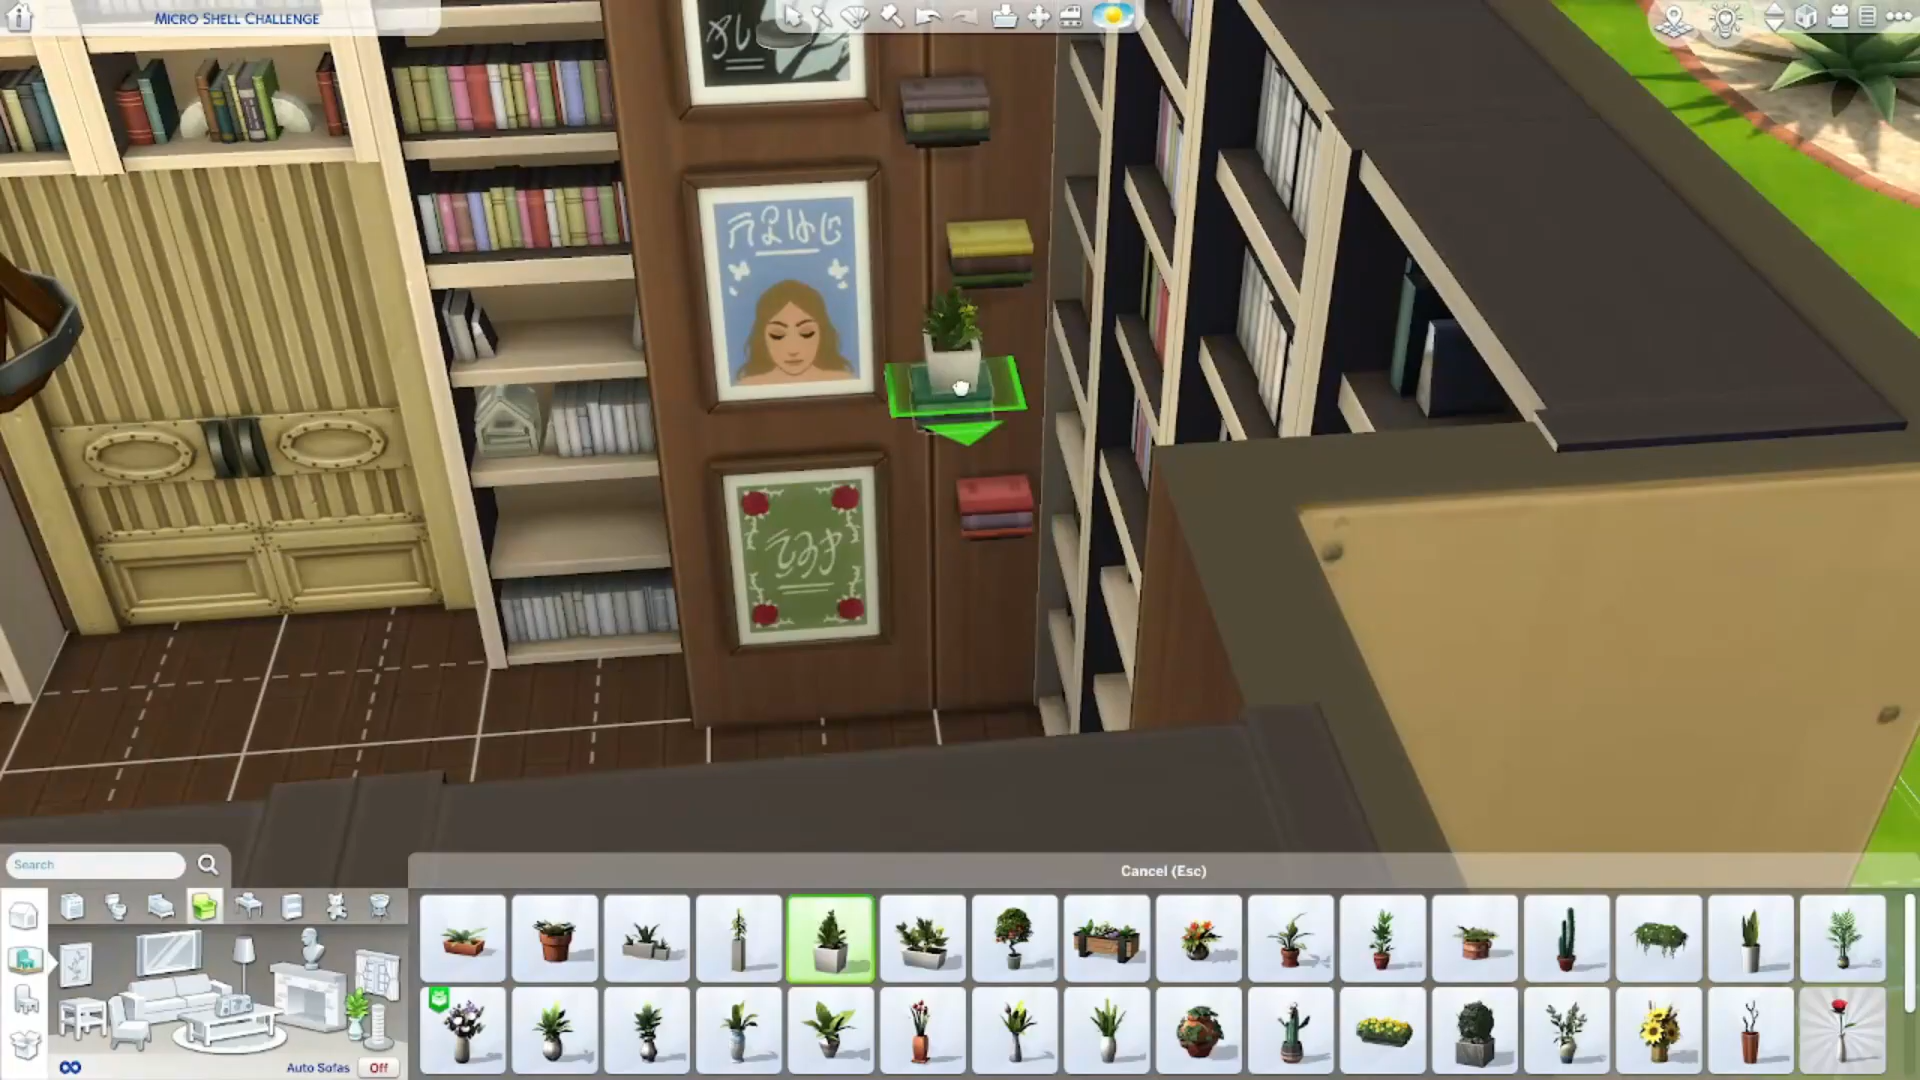 MICRO SHELL CHALLENGE
Search
Cancel (Esc)
Auto Sofas
Off